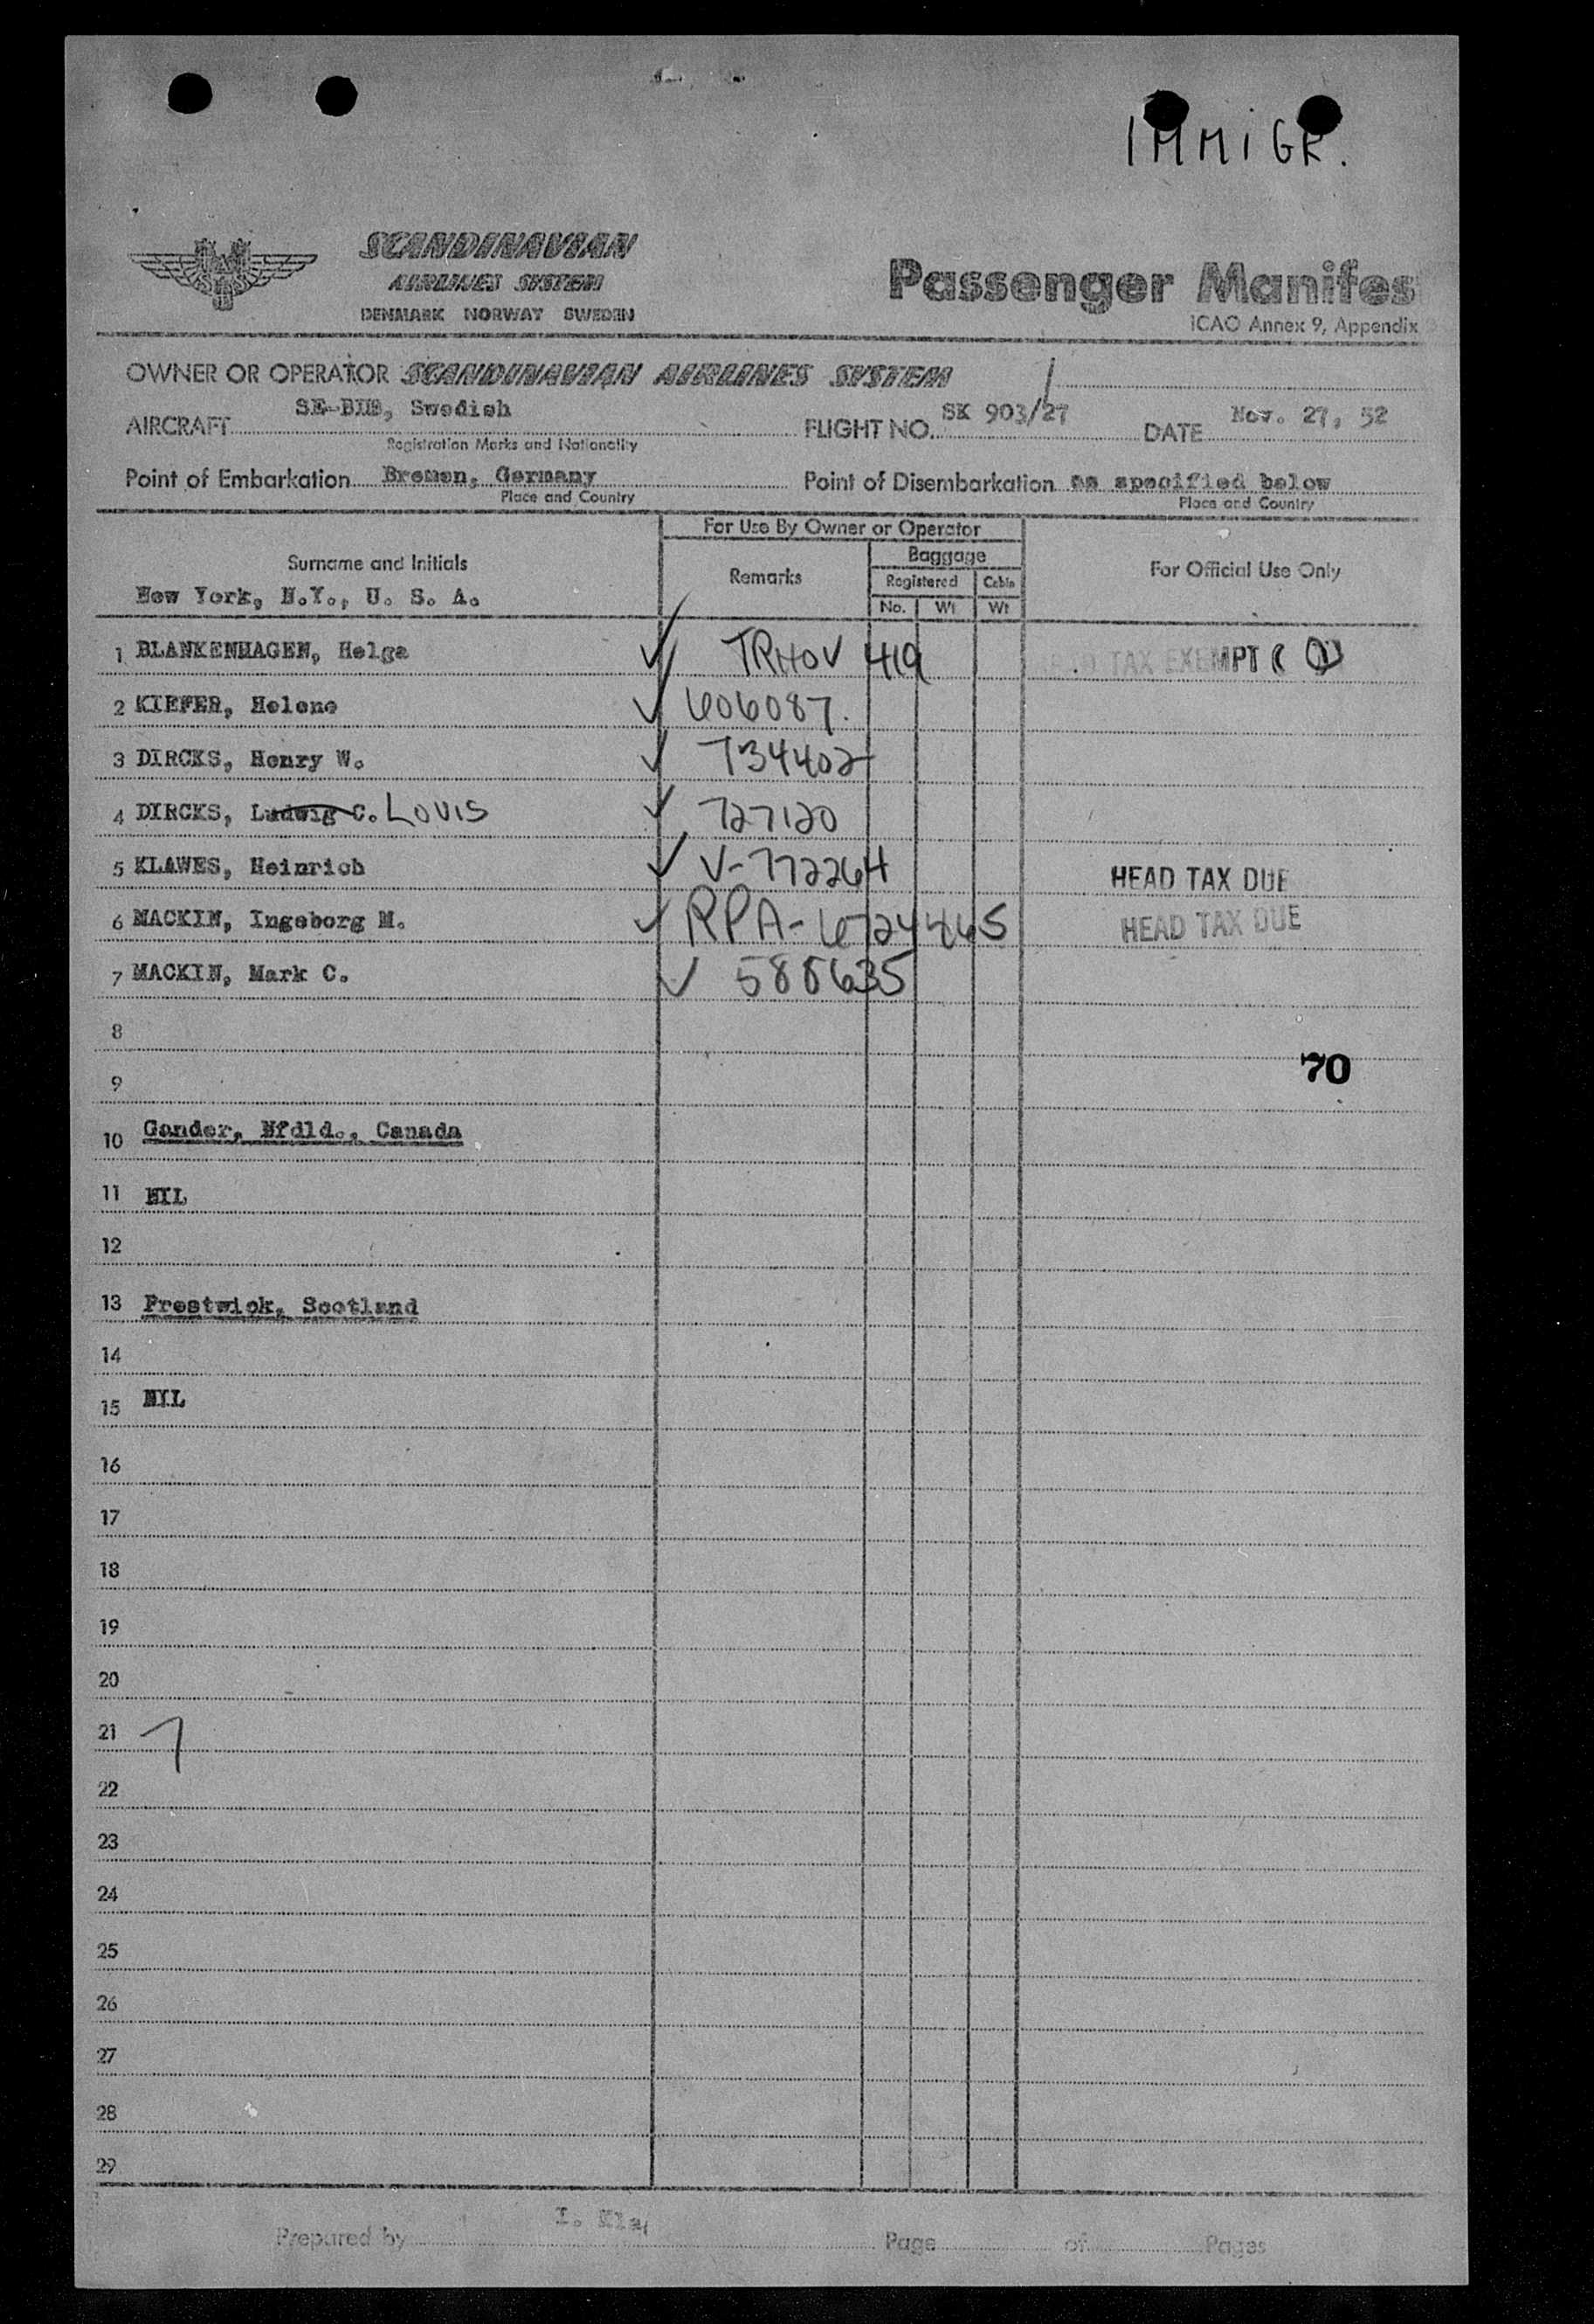 IMMIGR.
SCANDINAVIAN
AIRLINES SYSTEM
DENMARK NORWAY SWEDEN
Passenger Manifes
ICAO Annex 9, Appendix
OWNER OR OPERATOR SCANDINAVIAN AIRLINES SYSTEM
AIRCRAFT Swedish FLIGHT NO. SK 903/27 DATE Nov. 27, 52
Registration Marks and Nationality
Point of Embarkation Bremen, Germany Point of Disembarkation as specified below
Place and Country Place and Country
For Use By Owner or Operator
Surname and Initials Remarks Baggage For Official Use Only
Registered Cabin
New York, N.Y., U. S. A. No. Wt Wt
1 BLANKENHAGEN, Helga TRHOV 419 HEAD TAX EXEMPT (
2 KIEFER, Helene 606087.
3 DIRCKS, Henry W. 734402
4 DIRCKS, Ludwig C. LOUIS 727120
5 KLAWES, Heinrich V-772264 HEAD TAX DUE
6 MACKIN, Ingeborg M. RPA- HEAD TAX DUE
7 MACKIN, Mark C. 585635
8
70
9
10 Gander, Nfdld., Canada
11 NIL
12
13 Prestwick, Scotland
14
15 NIL
16
17
18
19
20
21 7
22
23
24
25
26
27
28
29
Prepared by I. Page of Pages